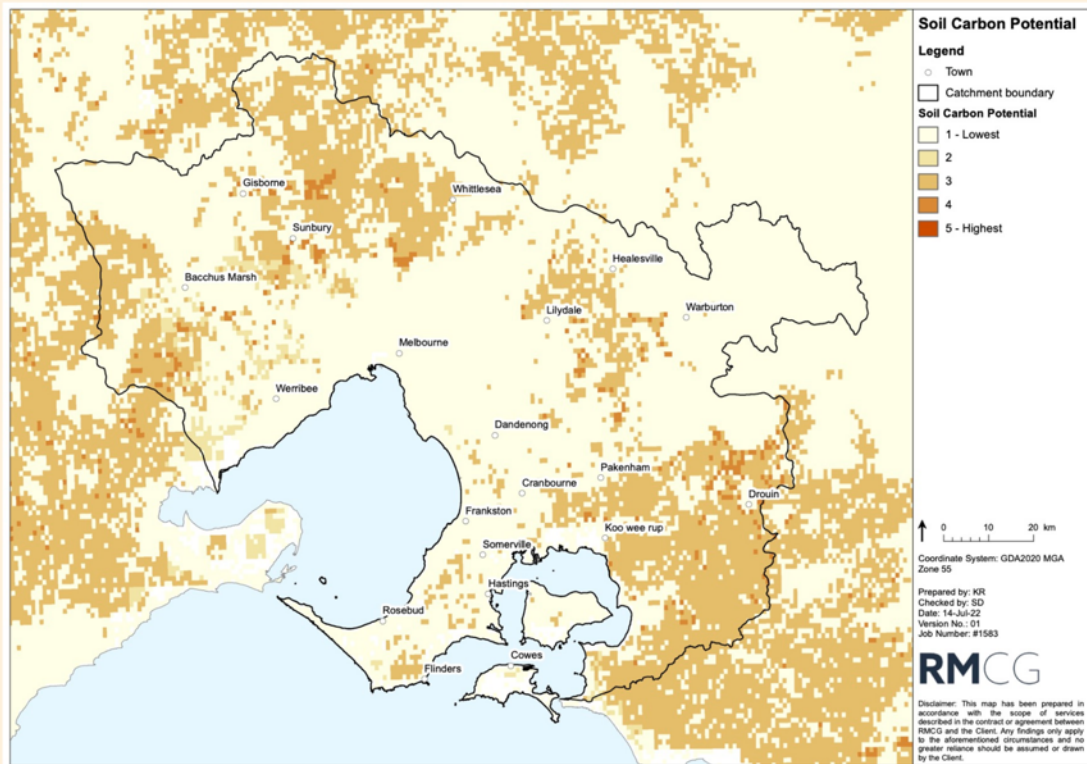 Soil Carbon Potential
Legend
Town
Catchment boundary
Soil Carbon Potential
1 - Lowest
2
3
4
5 - Highest
Gisborne
Whittlesea
Sunbury
Healesville
Bacchus Marsh
Lilydale
Warburton
Melbourne
Werribee
Dandenong
Pakenham
Cranbourne
Drouin
Frankston
Koo wee rup
Somerville
Hastings
Rosebud
Cowes
Flinders
0 10 20 km
Coordinate System: GDA2020 MGA
Zone 55
Prepared by: KR
Checked by: SD
Date: 14-Jul-22
Version No.: 01
Job Number: #1583
RMCG
Disclaimer: This map has been prepared in
accordance with the scope of services
described in the contract or agreement between
RMCG and the Client. Any findings only apply
to the aforementioned circumstances and no
greater reliance should be assumed or drawn
by the Client.